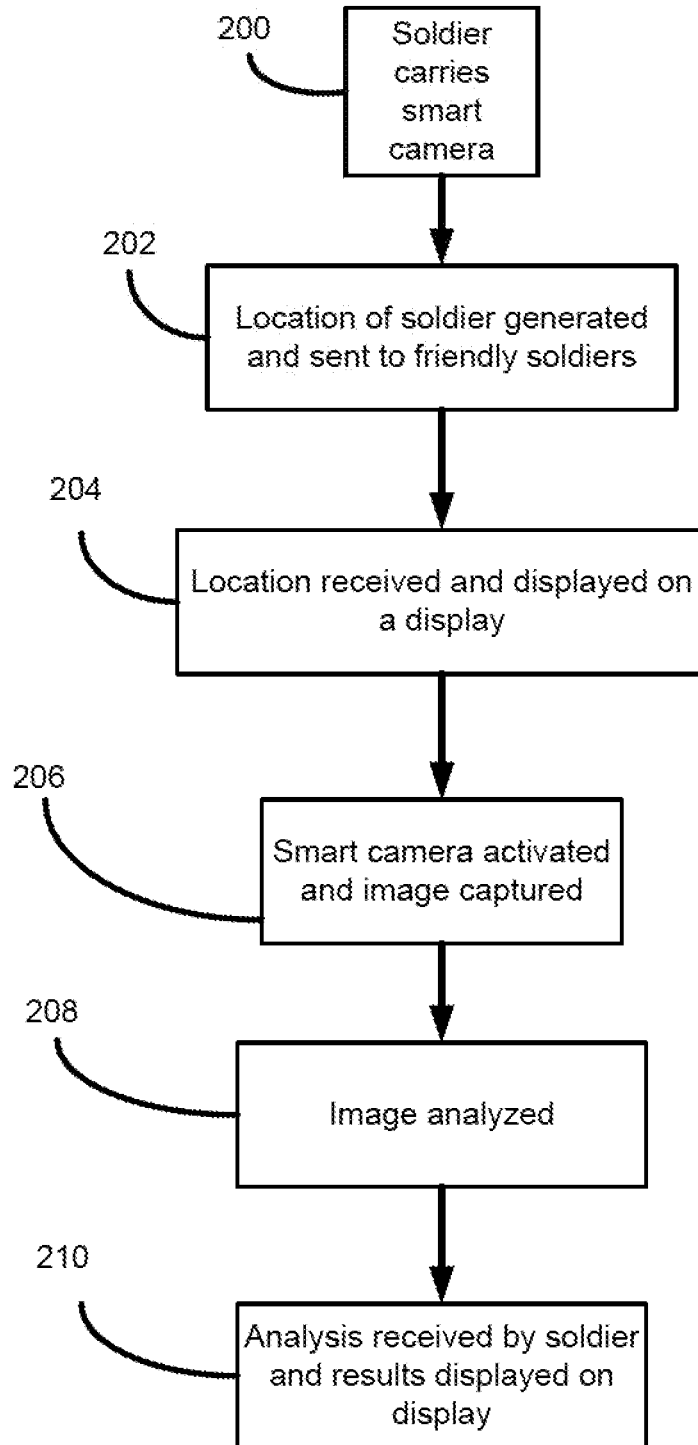 200
Soldier
carries
smart
camera
202
Location of soldier generated
and sent to friendly soldiers
204
Location received and displayed on
a display
206
Smart camera activated
and image captured
208
Image analyzed
210
Analysis received by soldier
and results displayed on
display